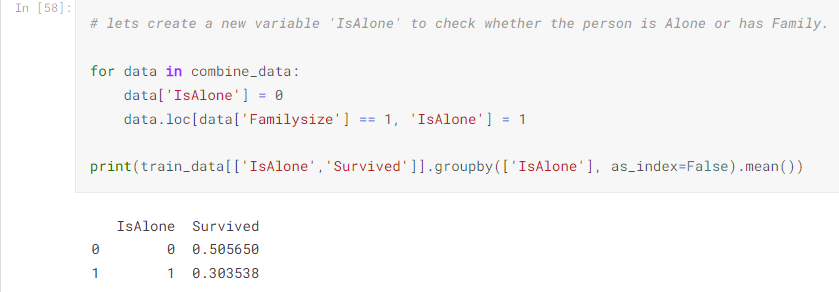 In [58]:
# lets create a new variable 'IsAlone' to check whether the person is Alone or has Family.
for data in combine_data:
data['IsAlone'] = 0
data.loc[data['Familysize'] == 1, 'IsAlone'] = 1
print(train_data[['IsAlone','Survived']].groupby(['IsAlone'], as_index=False).mean())
IsAlone Survived
0 0 0.505650
1 1 0.303538